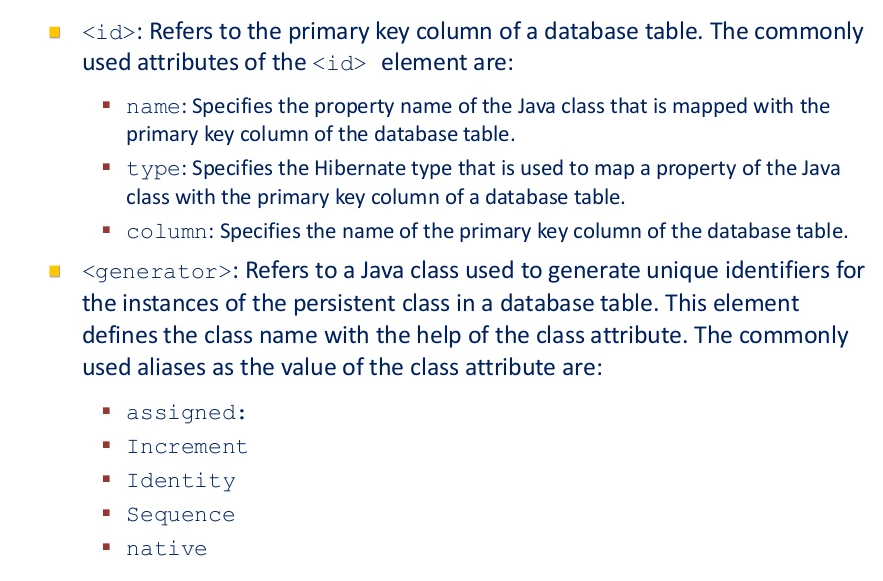 <id>: Refers to the primary key column of a database table. The commonly
used attributes of the <id> element are:
name: Specifies the property name of the Java class that is mapped with the
primary key column of the database table.
type: Specifies the Hibernate type that is used to map a property of the Java
class with the primary key column of a database table.
column: Specifies the name of the primary key column of the database table.
<generator>: Refers to a Java class used to generate unique identifiers for
the instances of the persistent class in a database table. This element
defines the class name with the help of the class attribute. The commonly
used aliases as the value of the class attribute are:
assigned:
Increment
Identity
Sequence
native